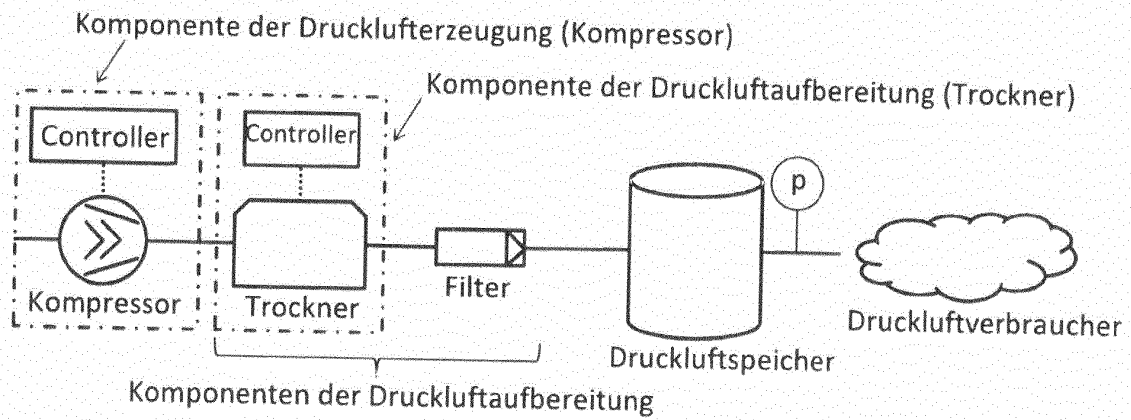 Komponente der Drucklufterzeugung (Kompressor)
Komponente der Druckluftaufbereitung (Trockner)
Controller
Controller
p
Kompressor
Trockner
Filter
Druckluftspeicher
Druckluftverbraucher
Komponenten der Druckluftaufbereitung